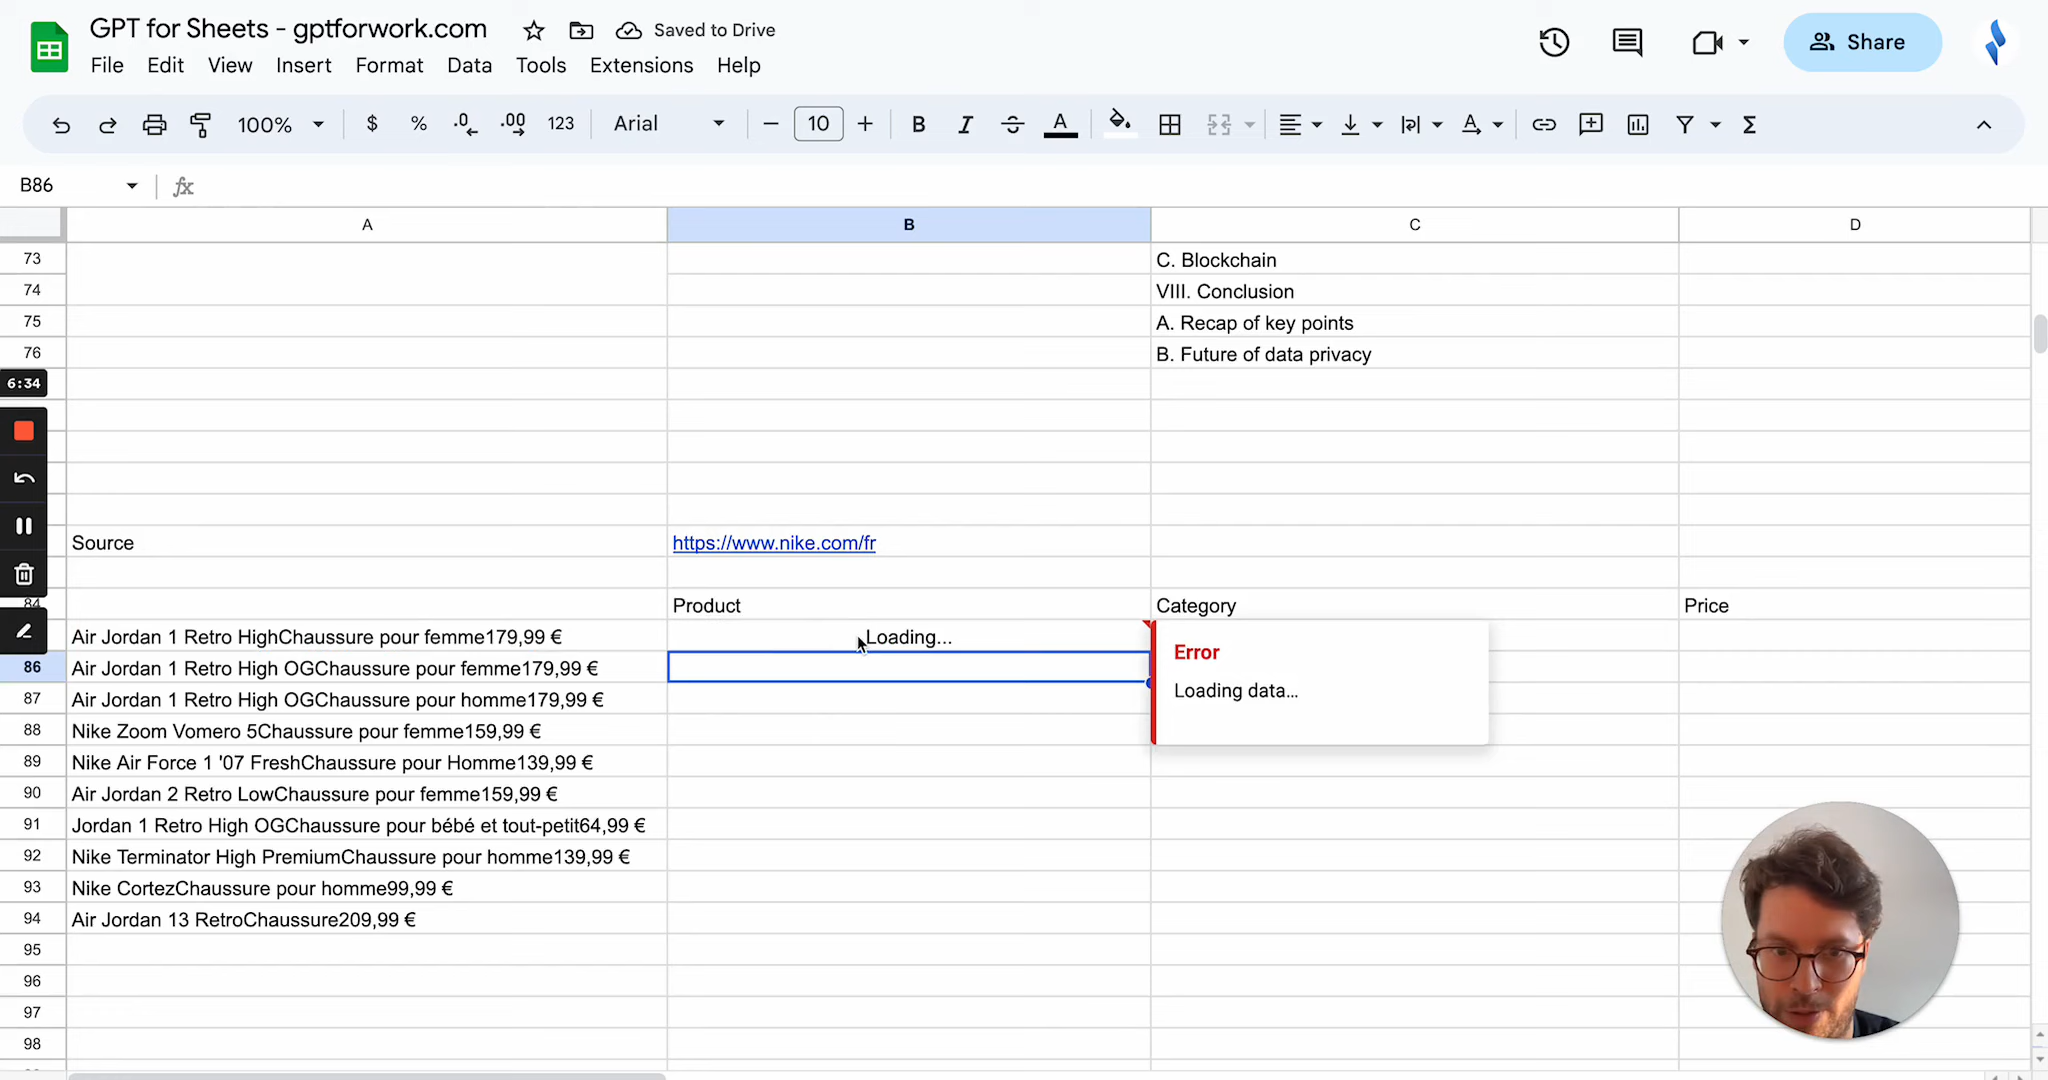 GPT for Sheets - gptforwork.com Saved to Drive
File Edit View Insert Format Data Tools Extensions Help
Share
100% $ % .0 .00 123 Arial 10 B I S A Σ
B86 fx
A B C D
73 C. Blockchain
74 VIII. Conclusion
75 A. Recap of key points
76 B. Future of data privacy
6:34
Source https://www.nike.com/fr
84 Product Category Price
Air Jordan 1 Retro HighChaussure pour femme179,99 € Loading...
Error
Loading data...
86 Air Jordan 1 Retro High OGChaussure pour femme179,99 €
87 Air Jordan 1 Retro High OGChaussure pour homme179,99 €
88 Nike Zoom Vomero 5Chaussure pour femme159,99 €
89 Nike Air Force 1 '07 FreshChaussure pour Homme139,99 €
90 Air Jordan 2 Retro LowChaussure pour femme159,99 €
91 Jordan 1 Retro High OGChaussure pour bébé et tout-petit64,99 €
92 Nike Terminator High PremiumChaussure pour homme139,99 €
93 Nike CortezChaussure pour homme99,99 €
94 Air Jordan 13 RetroChaussure209,99 €
95
96
97
98